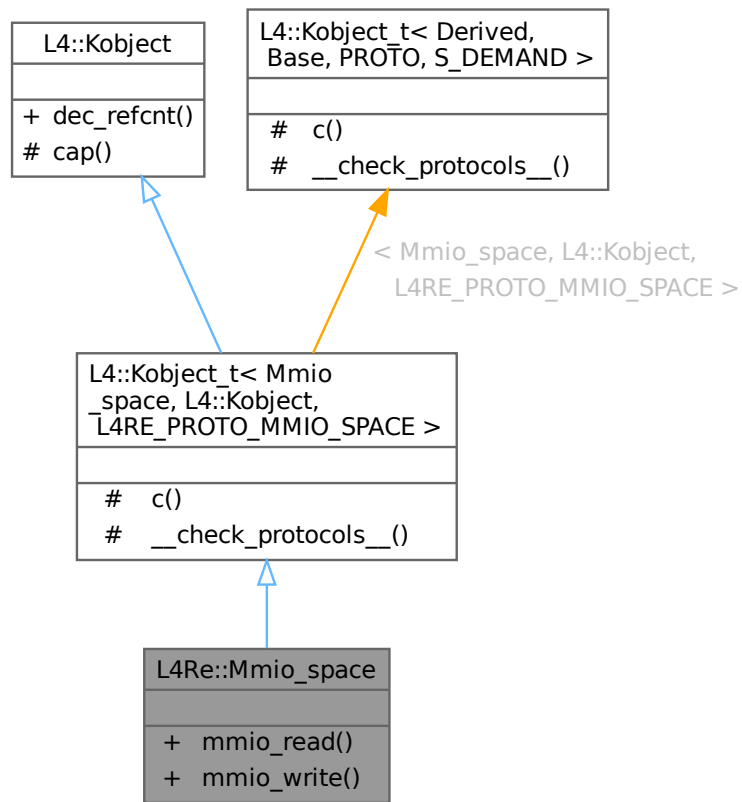 L4::Kobject
+ dec_refcnt()
# cap()
L4::Kobject_t< Derived,
Base, PROTO, S_DEMAND >
# c()
# __check_protocols__()
< Mmio_space, L4::Kobject,
L4RE_PROTO_MMIO_SPACE >
L4::Kobject_t< Mmio
_space, L4::Kobject,
L4RE_PROTO_MMIO_SPACE >
# c()
# __check_protocols__()
L4Re::Mmio_space
+ mmio_read()
+ mmio_write()